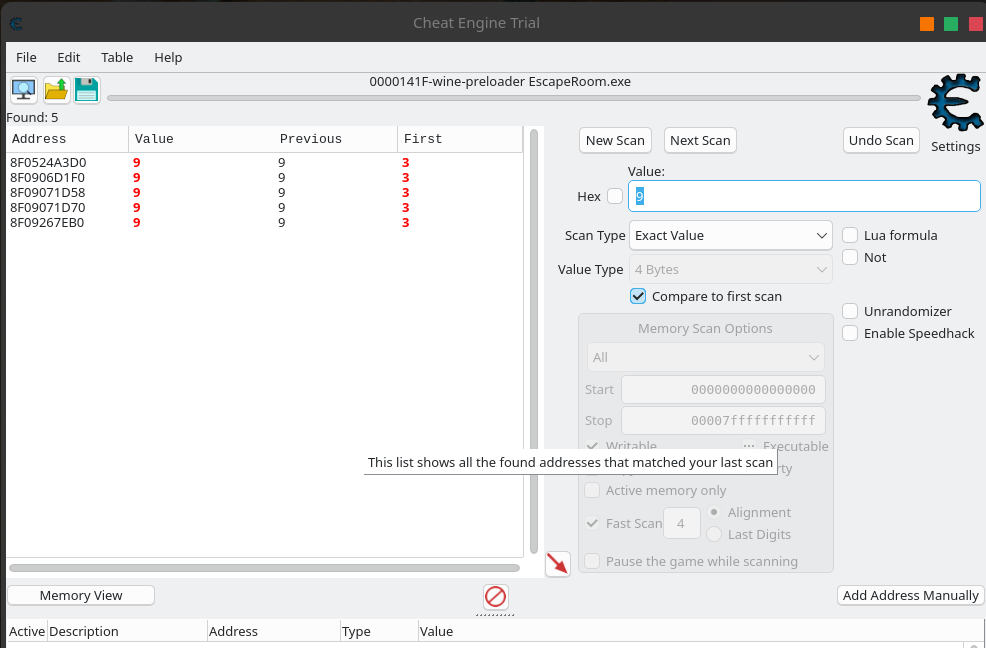 Cheat Engine Trial
File Edit Table Help
0000141F-wine-preloader EscapeRoom.exe
Found: 5
Address Value Previous First
8F0524A3D0 9 9 3
8F0906D1F0 9 9 3
8F09071D58 9 9 3
8F09071D70 9 9 3
8F09267EB0 9 9 3
New Scan Next Scan Undo Scan
Settings
Value:
Hex 9
Scan Type Exact Value Lua formula
Not
Value Type 4 Bytes
Compare to first scan
Unrandomizer
Enable Speedhack
Memory Scan Options
All
Start 0000000000000000
Stop 00007fffffffffff
Writable Executable
This list shows all the found addresses that matched your last scan
Active memory only
Fast Scan 4 Alignment
Last Digits
Pause the game while scanning
Memory View Add Address Manually
Active Description Address Type Value